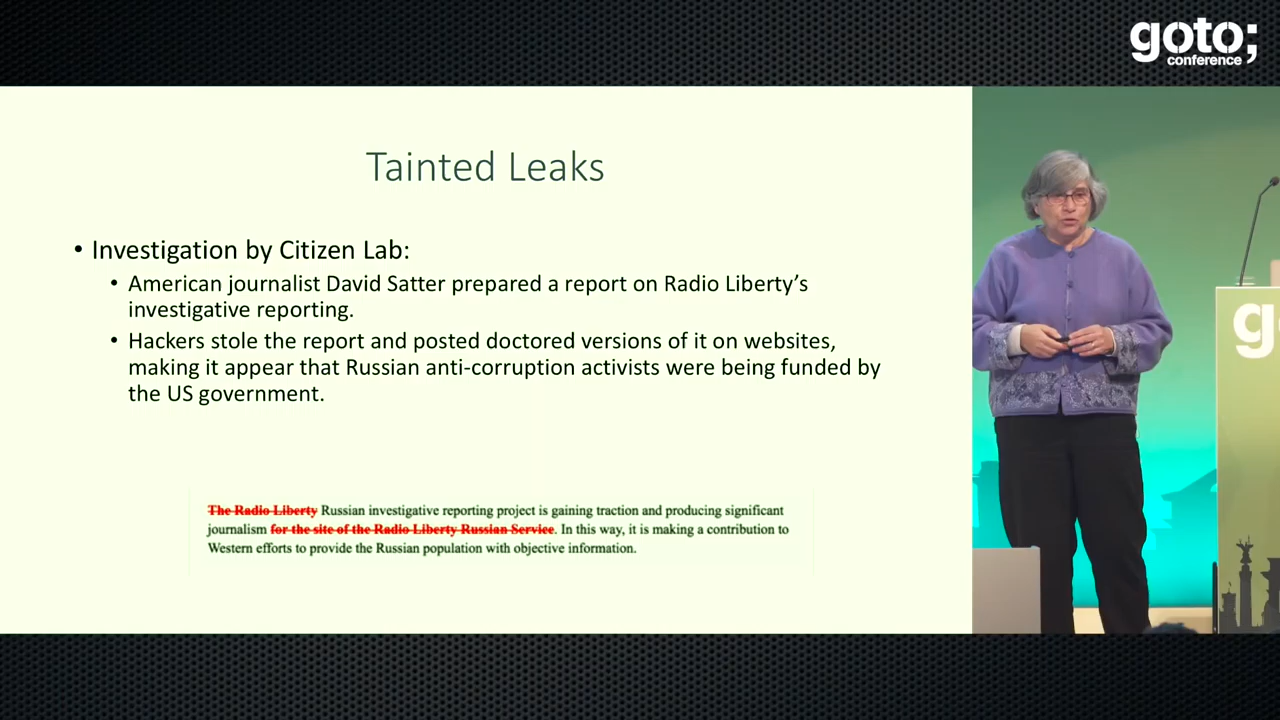 goto;
conference
Tainted Leaks
• Investigation by Citizen Lab:
• American journalist David Satter prepared a report on Radio Liberty’s
investigative reporting.
• Hackers stole the report and posted doctored versions of it on websites,
making it appear that Russian anti-corruption activists were being funded by
the US government.
The Radio Liberty Russian investigative reporting project is gaining traction and producing significant
journalism for the site of the Radio Liberty Russian Service. In this way, it is making a contribution to
Western efforts to provide the Russian population with objective information.
g